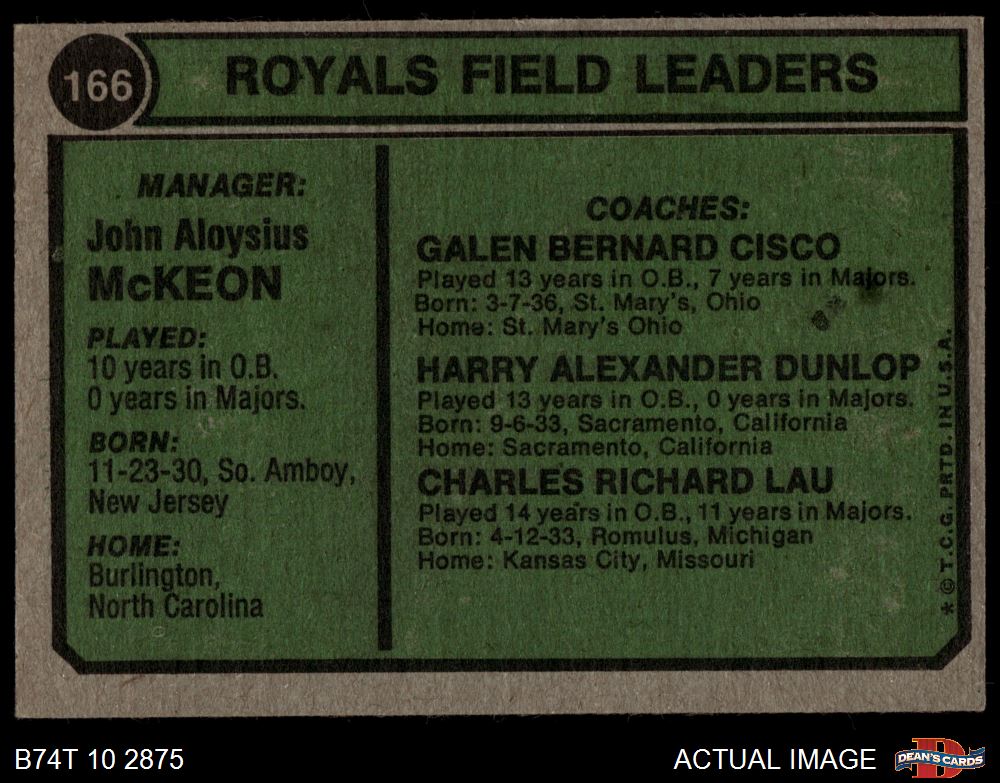 166
ROYALS FIELD LEADERS
MANAGER:
John Aloysius
McKEON
PLAYED:
10 years in O.B.
0 years in Majors.
BORN:
11-23-30, So. Amboy,
New Jersey
HOME:
Burlington,
North Carolina
COACHES:
GALEN BERNARD CISCO
Played 13 years in O.B., 7 years in Majors.
Born: 3-7-36, St. Mary's, Ohio
Home: St. Mary's Ohio
HARRY ALEXANDER DUNLOP
Played 13 years in O.B., 0 years in Majors.
Born: 9-6-33, Sacramento, California
Home: Sacramento, California
CHARLES RICHARD LAU
Played 14 years in O.B., 11 years in Majors.
Born: 4-12-33, Romulus, Michigan
Home: Kansas City, Missouri
* © T.C.G. PRTD. IN U.S.A.
B74T 10 2875
ACTUAL IMAGE
D
DEAN'S CARDS